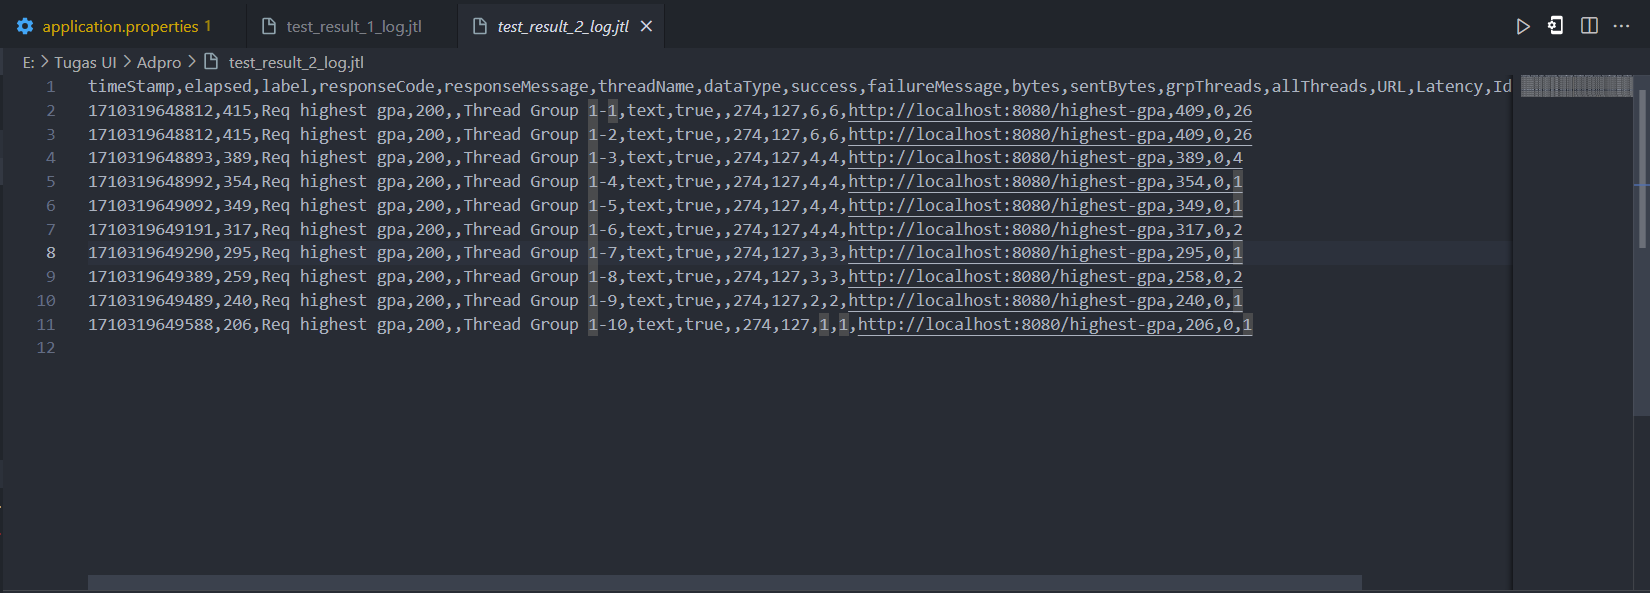 application.properties 1 test_result_1_log.jtl test_result_2_log.jtl
E: > Tugas UI > Adpro > test_result_2_log.jtl
1 timeStamp,elapsed,label,responseCode,responseMessage,threadName,dataType,success,failureMessage,bytes,sentBytes,grpThreads,allThreads,URL,Latency,Id
2 1710319648812,415,Req highest gpa,200,,Thread Group 1-1,text,true,,274,127,6,6,http://localhost:8080/highest-gpa,409,0,26
3 1710319648812,415,Req highest gpa,200,,Thread Group 1-2,text,true,,274,127,6,6,http://localhost:8080/highest-gpa,409,0,26
4 1710319648893,389,Req highest gpa,200,,Thread Group 1-3,text,true,,274,127,4,4,http://localhost:8080/highest-gpa,389,0,4
5 1710319648992,354,Req highest gpa,200,,Thread Group 1-4,text,true,,274,127,4,4,http://localhost:8080/highest-gpa,354,0,1
6 1710319649092,349,Req highest gpa,200,,Thread Group 1-5,text,true,,274,127,4,4,http://localhost:8080/highest-gpa,349,0,1
7 1710319649191,317,Req highest gpa,200,,Thread Group 1-6,text,true,,274,127,4,4,http://localhost:8080/highest-gpa,317,0,2
8 1710319649290,295,Req highest gpa,200,,Thread Group 1-7,text,true,,274,127,3,3,http://localhost:8080/highest-gpa,295,0,1
9 1710319649389,259,Req highest gpa,200,,Thread Group 1-8,text,true,,274,127,3,3,http://localhost:8080/highest-gpa,258,0,2
10 1710319649489,240,Req highest gpa,200,,Thread Group 1-9,text,true,,274,127,2,2,http://localhost:8080/highest-gpa,240,0,1
11 1710319649588,206,Req highest gpa,200,,Thread Group 1-10,text,true,,274,127,1,1,http://localhost:8080/highest-gpa,206,0,1
12